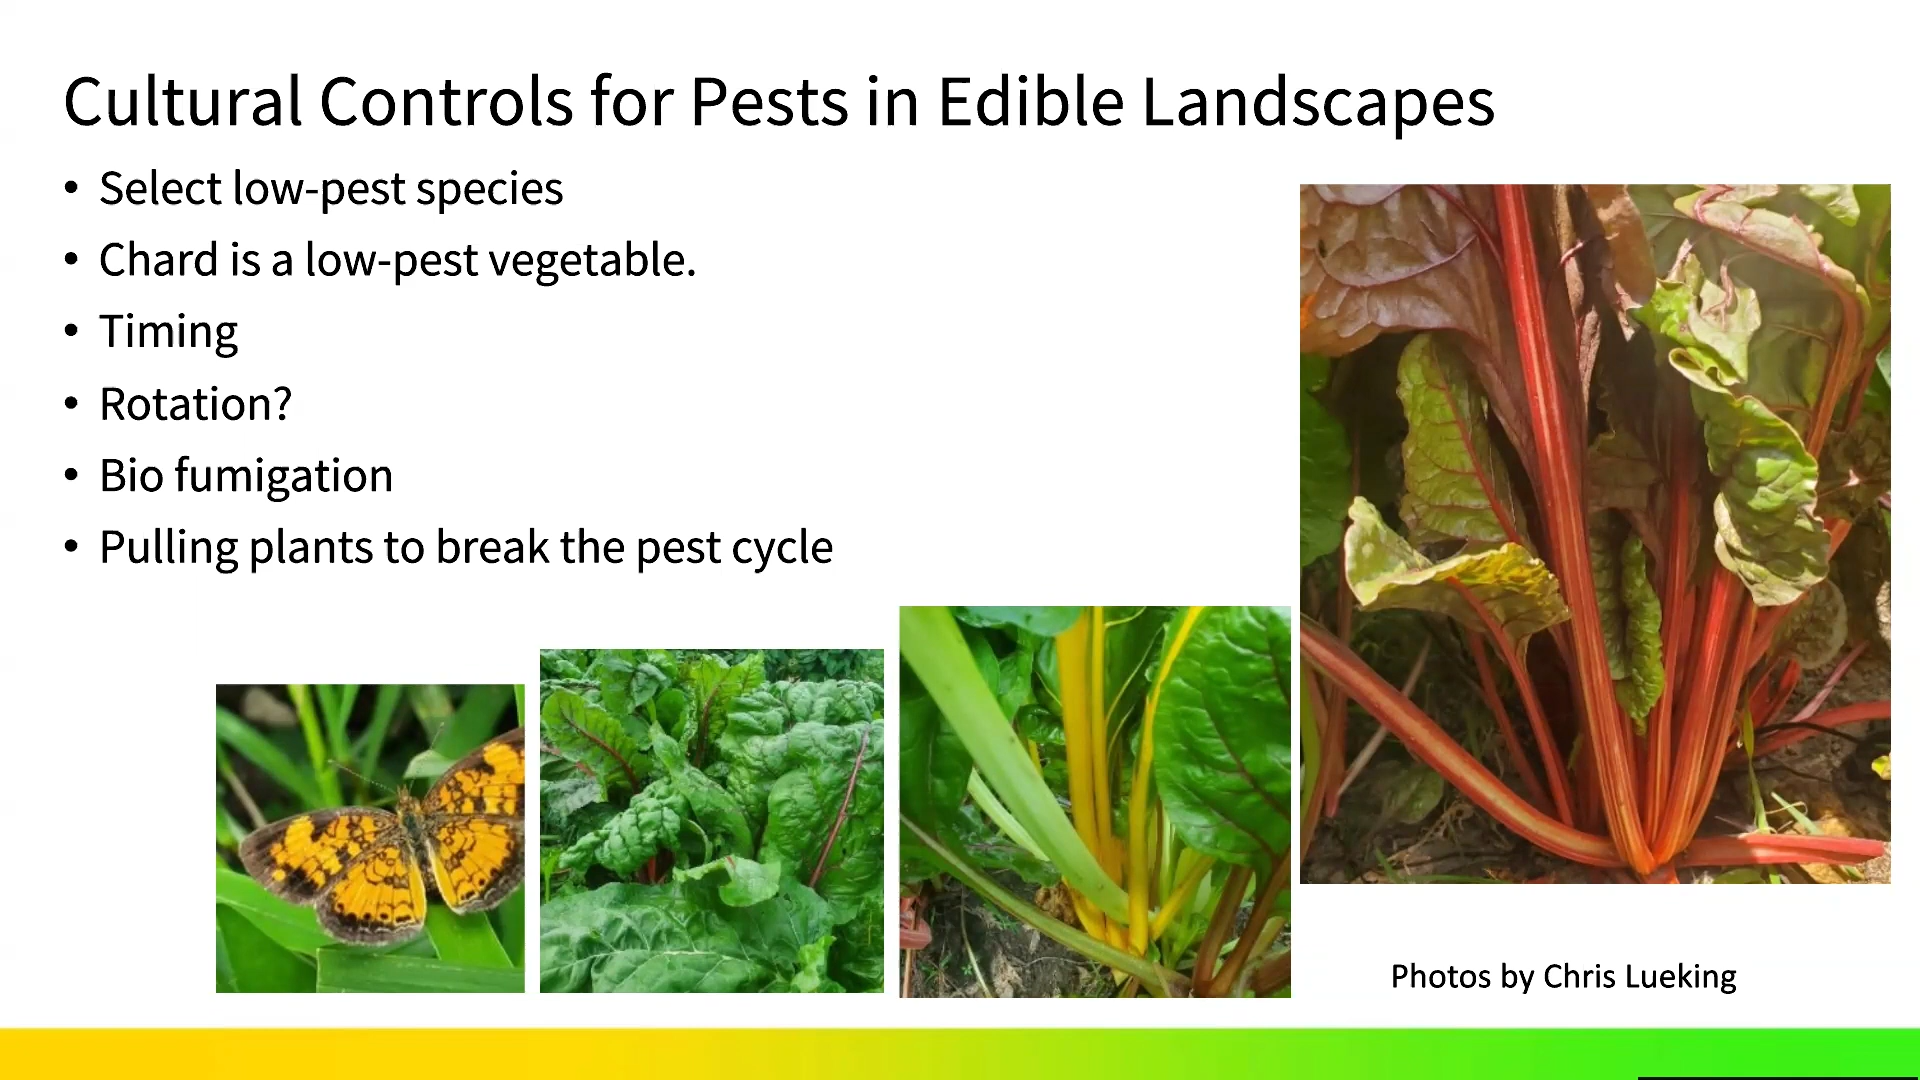 Cultural Controls for Pests in Edible Landscapes
• Select low-pest species
• Chard is a low-pest vegetable.
• Timing
• Rotation?
• Bio fumigation
• Pulling plants to break the pest cycle
Photos by Chris Lueking